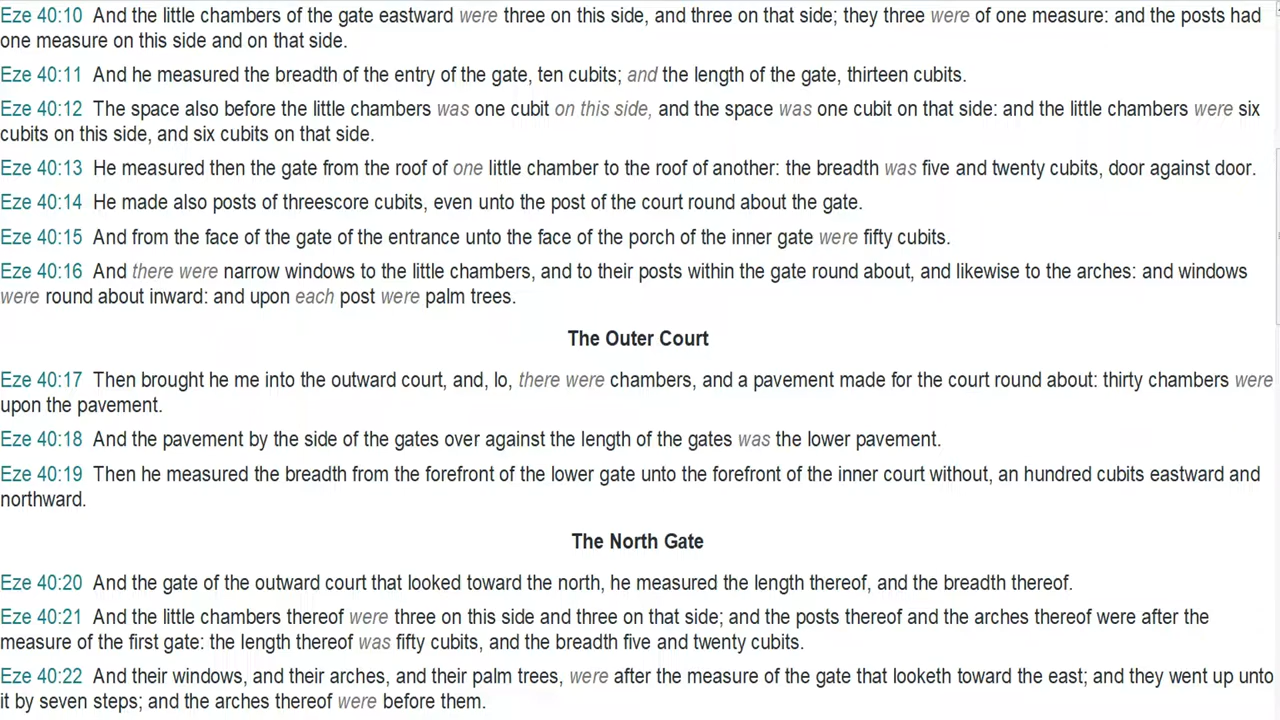 Eze 40:10 And the little chambers of the gate eastward were three on this side, and three on that side; they three were of one measure: and the posts had
one measure on this side and on that side.
Eze 40:11 And he measured the breadth of the entry of the gate, ten cubits; and the length of the gate, thirteen cubits.
Eze 40:12 The space also before the little chambers was one cubit on this side, and the space was one cubit on that side: and the little chambers were six
cubits on this side, and six cubits on that side.
Eze 40:13 He measured then the gate from the roof of one little chamber to the roof of another: the breadth was five and twenty cubits, door against door.
Eze 40:14 He made also posts of threescore cubits, even unto the post of the court round about the gate.
Eze 40:15 And from the face of the gate of the entrance unto the face of the porch of the inner gate were fifty cubits.
Eze 40:16 And there were narrow windows to the little chambers, and to their posts within the gate round about, and likewise to the arches: and windows
were round about inward: and upon each post were palm trees.
The Outer Court
Eze 40:17 Then brought he me into the outward court, and, lo, there were chambers, and a pavement made for the court round about: thirty chambers were
upon the pavement.
Eze 40:18 And the pavement by the side of the gates over against the length of the gates was the lower pavement.
Eze 40:19 Then he measured the breadth from the forefront of the lower gate unto the forefront of the inner court without, an hundred cubits eastward and
northward.
The North Gate
Eze 40:20 And the gate of the outward court that looked toward the north, he measured the length thereof, and the breadth thereof.
Eze 40:21 And the little chambers thereof were three on this side and three on that side; and the posts thereof and the arches thereof were after the
measure of the first gate: the length thereof was fifty cubits, and the breadth five and twenty cubits.
Eze 40:22 And their windows, and their arches, and their palm trees, were after the measure of the gate that looketh toward the east; and they went up unto
it by seven steps; and the arches thereof were before them.